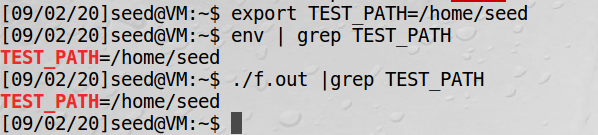 [09/02/20]seed@VM:~$ export TEST_PATH=/home/seed
[09/02/20]seed@VM:~$ env | grep TEST_PATH
TEST_PATH=/home/seed
[09/02/20]seed@VM:~$ ./f.out |grep TEST_PATH
TEST_PATH=/home/seed
[09/02/20]seed@VM:~$